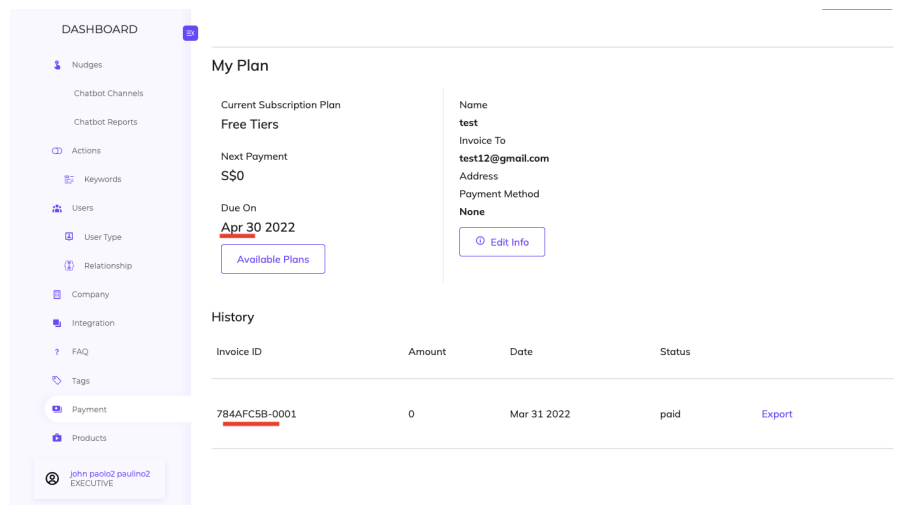 DASHBOARD
Nudges
Chatbot Channels
Chatbot Reports
Actions
Keywords
Users
User Type
Relationship
Company
Integration
FAQ
Tags
Payment
Products
john paolo2 paulino2
EXECUTIVE
My Plan
Current Subscription Plan
Free Tiers
Next Payment
S$0
Due On
Apr 30 2022
Available Plans
Name
test
Invoice To
test12@gmail.com
Address
Payment Method
None
Edit Info
History
Invoice ID Amount Date Status
784AFC5B-0001 0 Mar 31 2022 paid Export